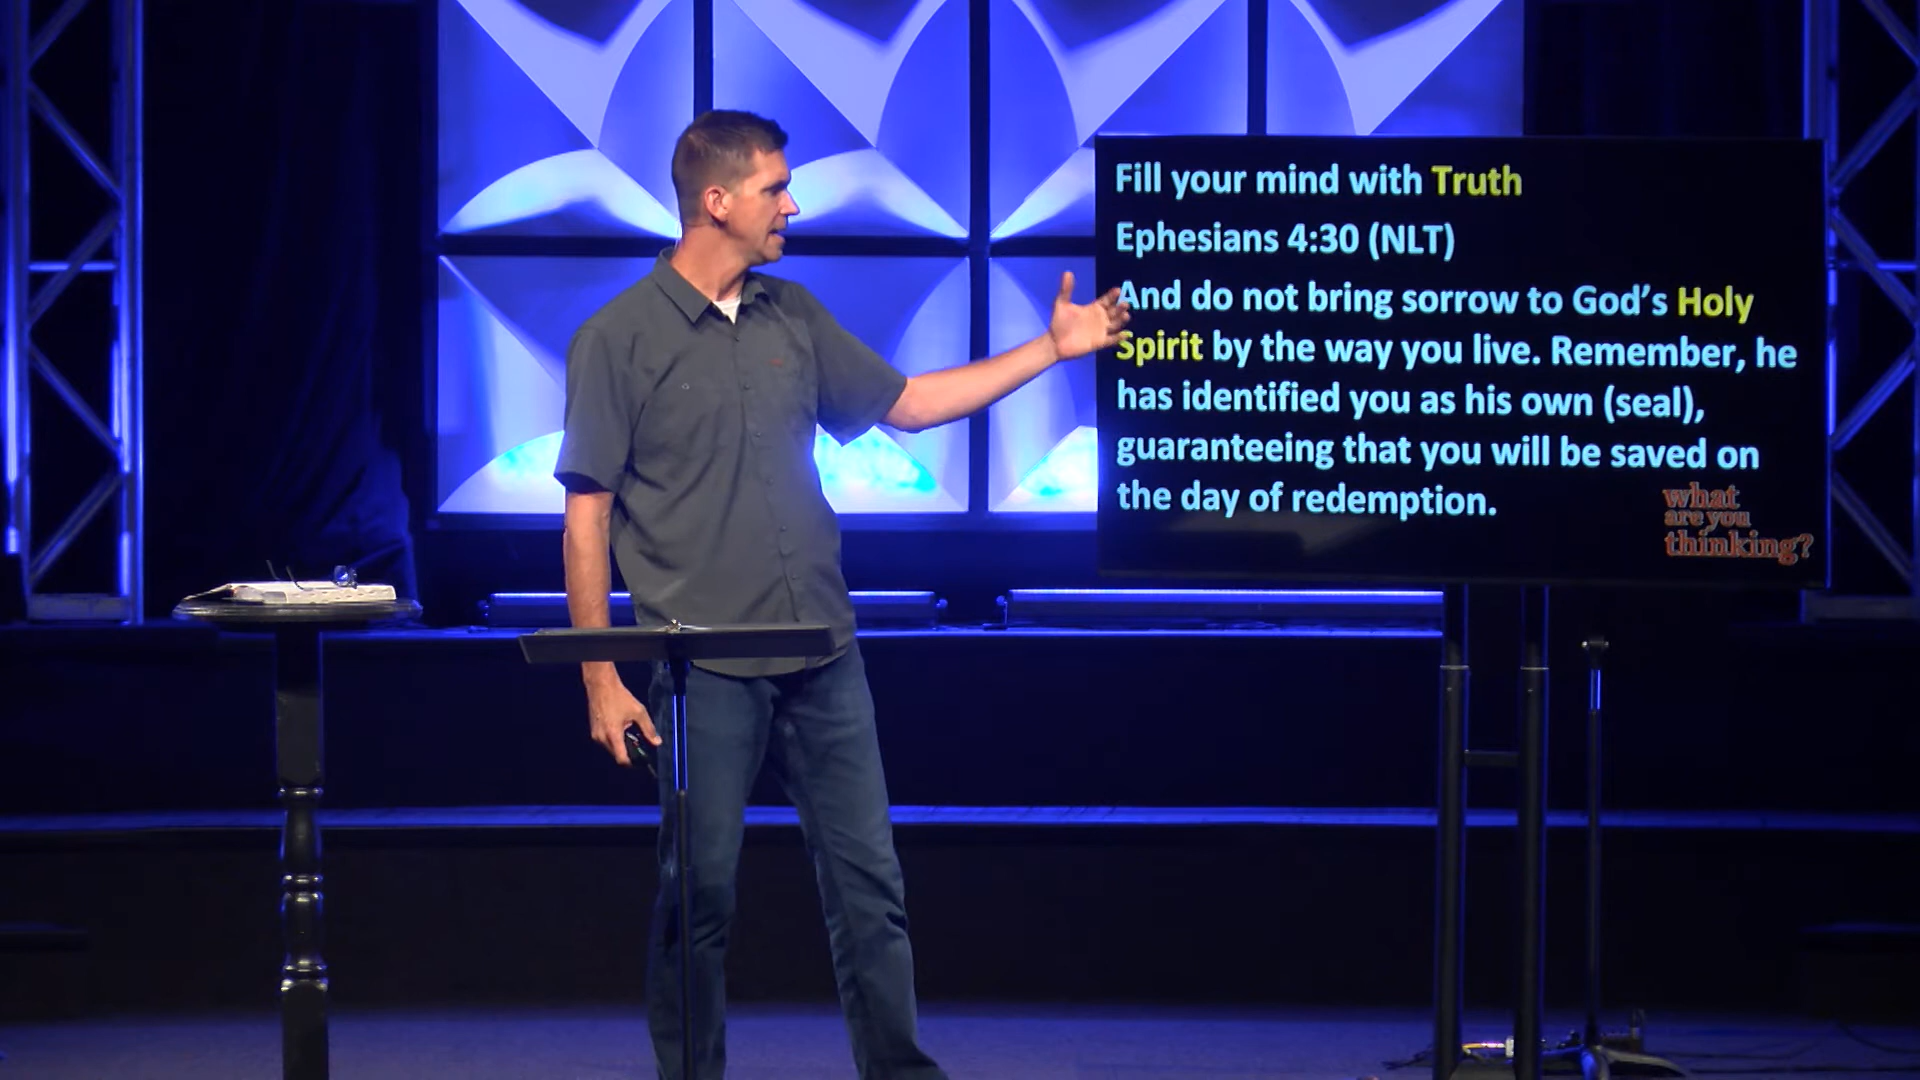 Fill your mind with Truth
Ephesians 4:30 (NLT)
And do not bring sorrow to God’s Holy
Spirit by the way you live. Remember, he
has identified you as his own (seal),
guaranteeing that you will be saved on
the day of redemption.
what
are you
thinking?